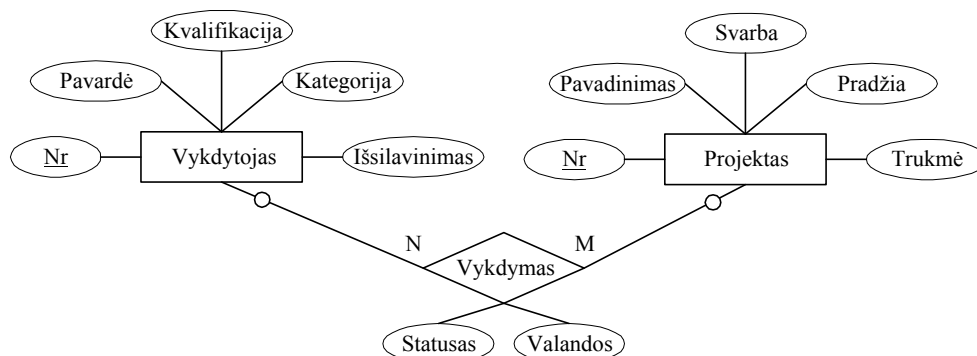 Kvalifikacija
Svarba
Pavardė
Kategorija
Pavadinimas
Pradžia
Nr
Vykdytojas
Išsilavinimas
Nr
Projektas
Trukmė
N
M
Vykdymas
Statusas
Valandos